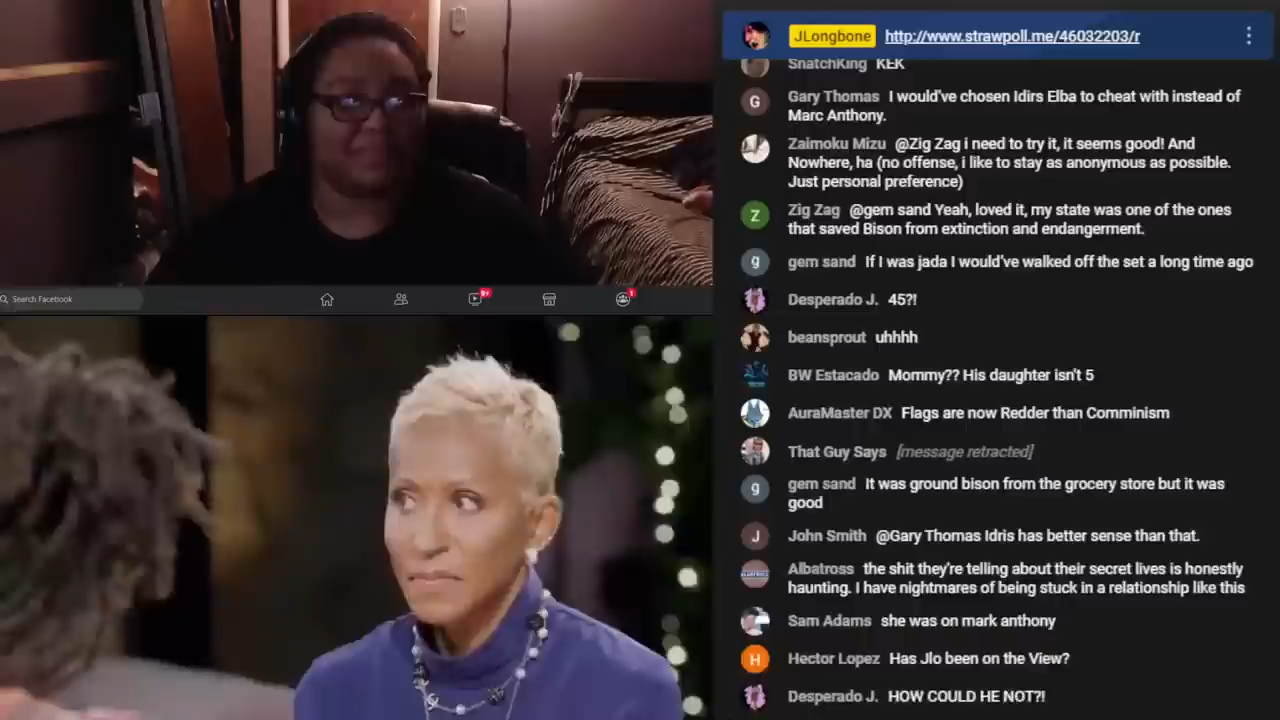 JLongbone http://www.strawpoll.me/46032203/r
SnatchKing KEK
G Gary Thomas I would've chosen Idirs Elba to cheat with instead of
Marc Anthony.
Zaimoku Mizu @Zig Zag i need to try it, it seems good! And
Nowhere, ha (no offense, i like to stay as anonymous as possible.
Just personal preference)
Z Zig Zag @gem sand Yeah, loved it, my state was one of the ones
that saved Bison from extinction and endangerment.
g gem sand If I was jada I would've walked off the set a long time ago
Search Facebook
9+
1
Desperado J. 45?!
beansprout uhhhh
BW Estacado Mommy?? His daughter isn't 5
AuraMaster DX Flags are now Redder than Comminism
That Guy Says [message retracted]
g gem sand It was ground bison from the grocery store but it was
good
J John Smith @Gary Thomas Idris has better sense than that.
Albatross the shit they're telling about their secret lives is honestly
haunting. I have nightmares of being stuck in a relationship like this
Sam Adams she was on mark anthony
H Hector Lopez Has Jlo been on the View?
Desperado J. HOW COULD HE NOT?!